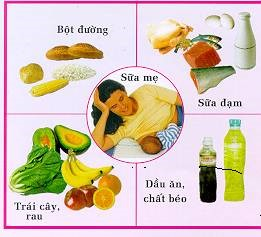 Bột đường
Sữa mẹ
Sữa đạm
Trái cây,
rau
Dầu ăn,
chất béo